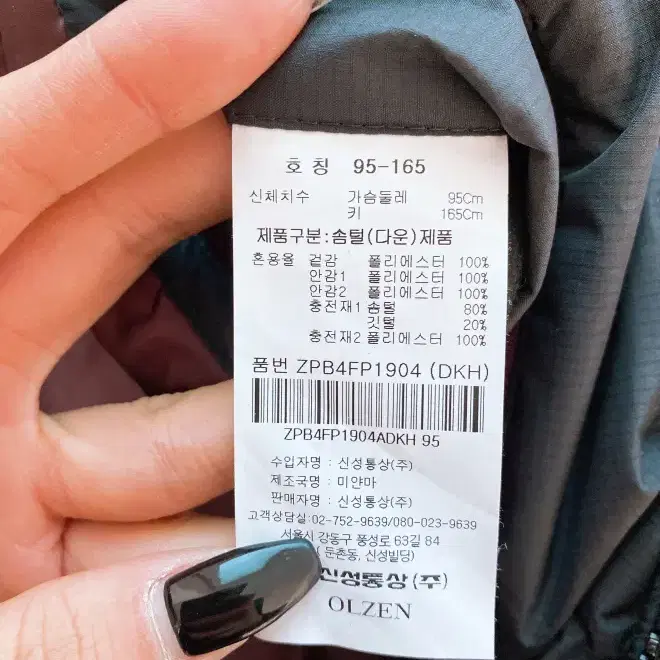 호칭 95-165
신체치수 가슴둘레 95Cm
키 165Cm
제품구분:솜털(다운)제품
혼용율 겉감 폴리에스터 100%
안감1 폴리에스터 100%
안감2 폴리에스터 100%
충전재1 솜털 80%
깃털 20%
충전재2 폴리에스터 100%
품번 ZPB4FP1904 (DKH)
ZPB4FP1904ADKH 95
수입자명 : 신성통상(주)
제조국명 : 미얀마
판매자명 : 신성통상(주)
고객상담실:02-752-9639/080-023-9639
서울시 강동구 풍성로 63길 84
( 둔촌동, 신성빌딩)
신성통상(주)
OLZEN